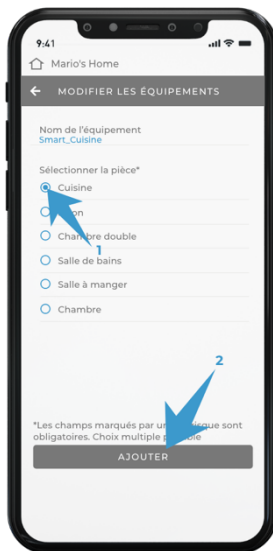 9:41
Mario's Home
MODIFIER LES ÉQUIPEMENTS
Nom de l'équipement
Smart_Cuisine
Sélectionner la pièce*
Cuisine
1
Chambre double
Salle de bains
2
Salle à manger
Chambre
*Les champs marqués par sont
obligatoires. Choix multiple
AJOUTER